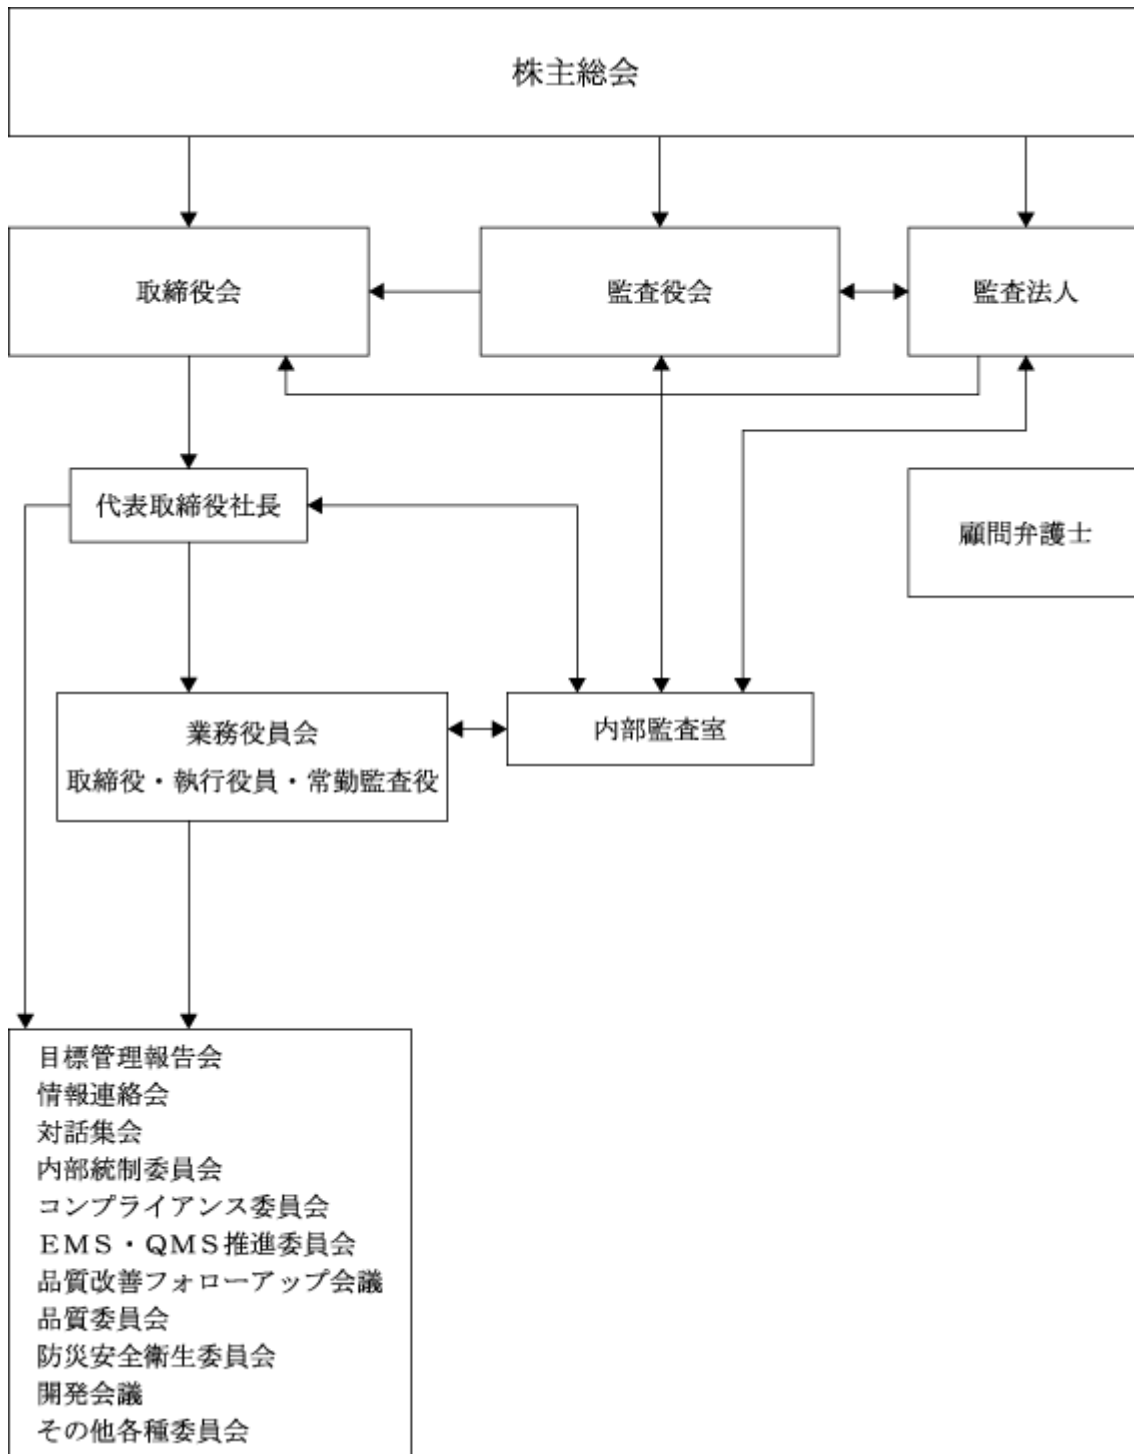 株主総会
取締役会
監査役会
監査法人
代表取締役社長
顧問弁護士
業務役員会
取締役・執行役員・常勤監査役
内部監査室
目標管理報告会
情報連絡会
対話集会
内部統制委員会
コンプライアンス委員会
ＥＭＳ・ＱＭＳ推進委員会
品質改善フォローアップ会議
品質委員会
防災安全衛生委員会
開発会議
その他各種委員会